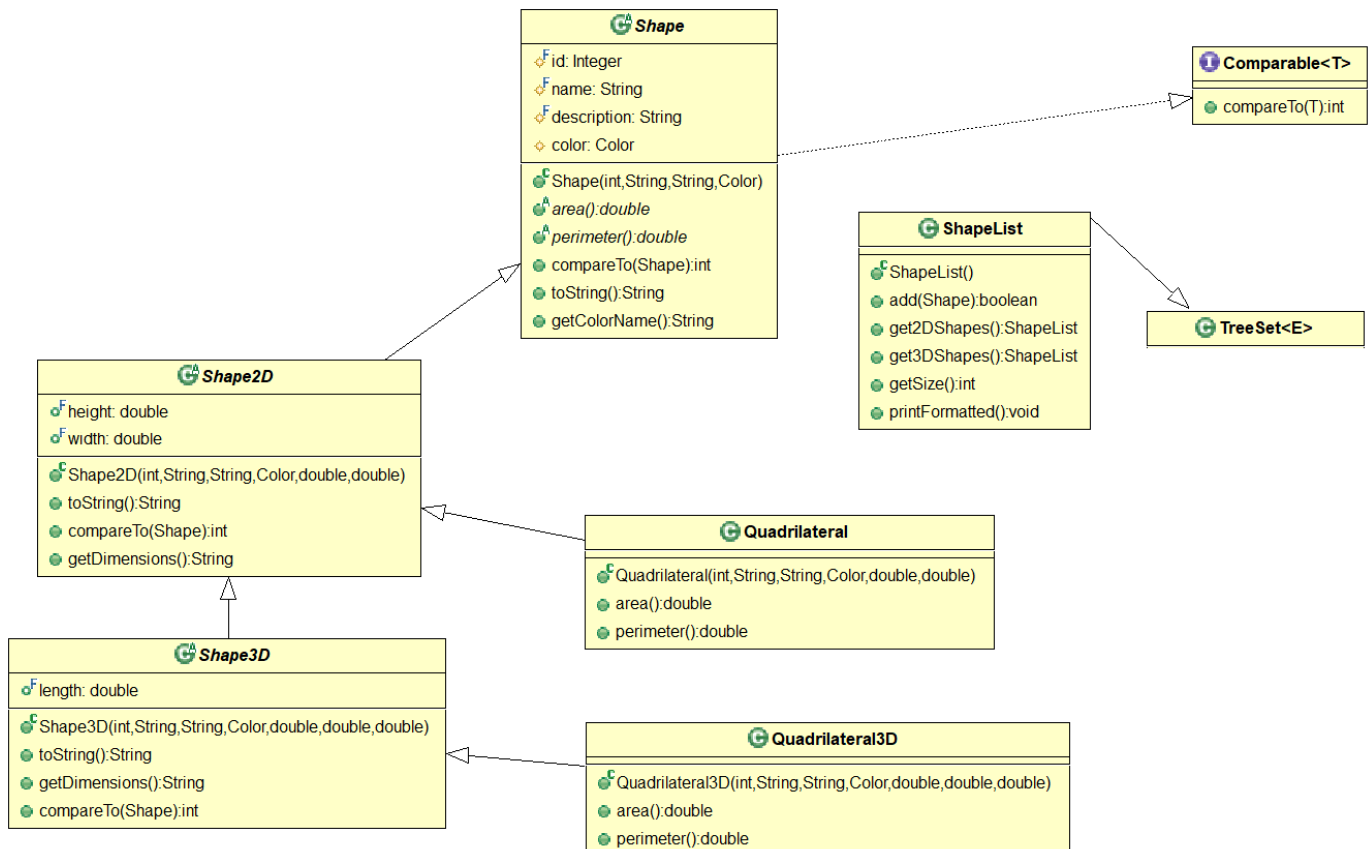 Shape
id: Integer
name: String
description: String
color: Color
Shape(int,String,String,Color)
area():double
perimeter():double
compareTo(Shape):int
toString():String
getColorName():String
Comparable<T>
compareTo(T):int
ShapeList
ShapeList()
add(Shape):boolean
get2DShapes():ShapeList
get3DShapes():ShapeList
getSize():int
printFormatted():void
TreeSet<E>
Shape2D
height: double
width: double
Shape2D(int,String,String,Color,double,double)
toString():String
compareTo(Shape):int
getDimensions():String
Quadrilateral
Quadrilateral(int,String,String,Color,double,double)
area():double
perimeter():double
Shape3D
length: double
Shape3D(int,String,String,Color,double,double,double)
toString():String
getDimensions():String
compareTo(Shape):int
Quadrilateral3D
Quadrilateral3D(int,String,String,Color,double,double,double)
area():double
perimeter():double